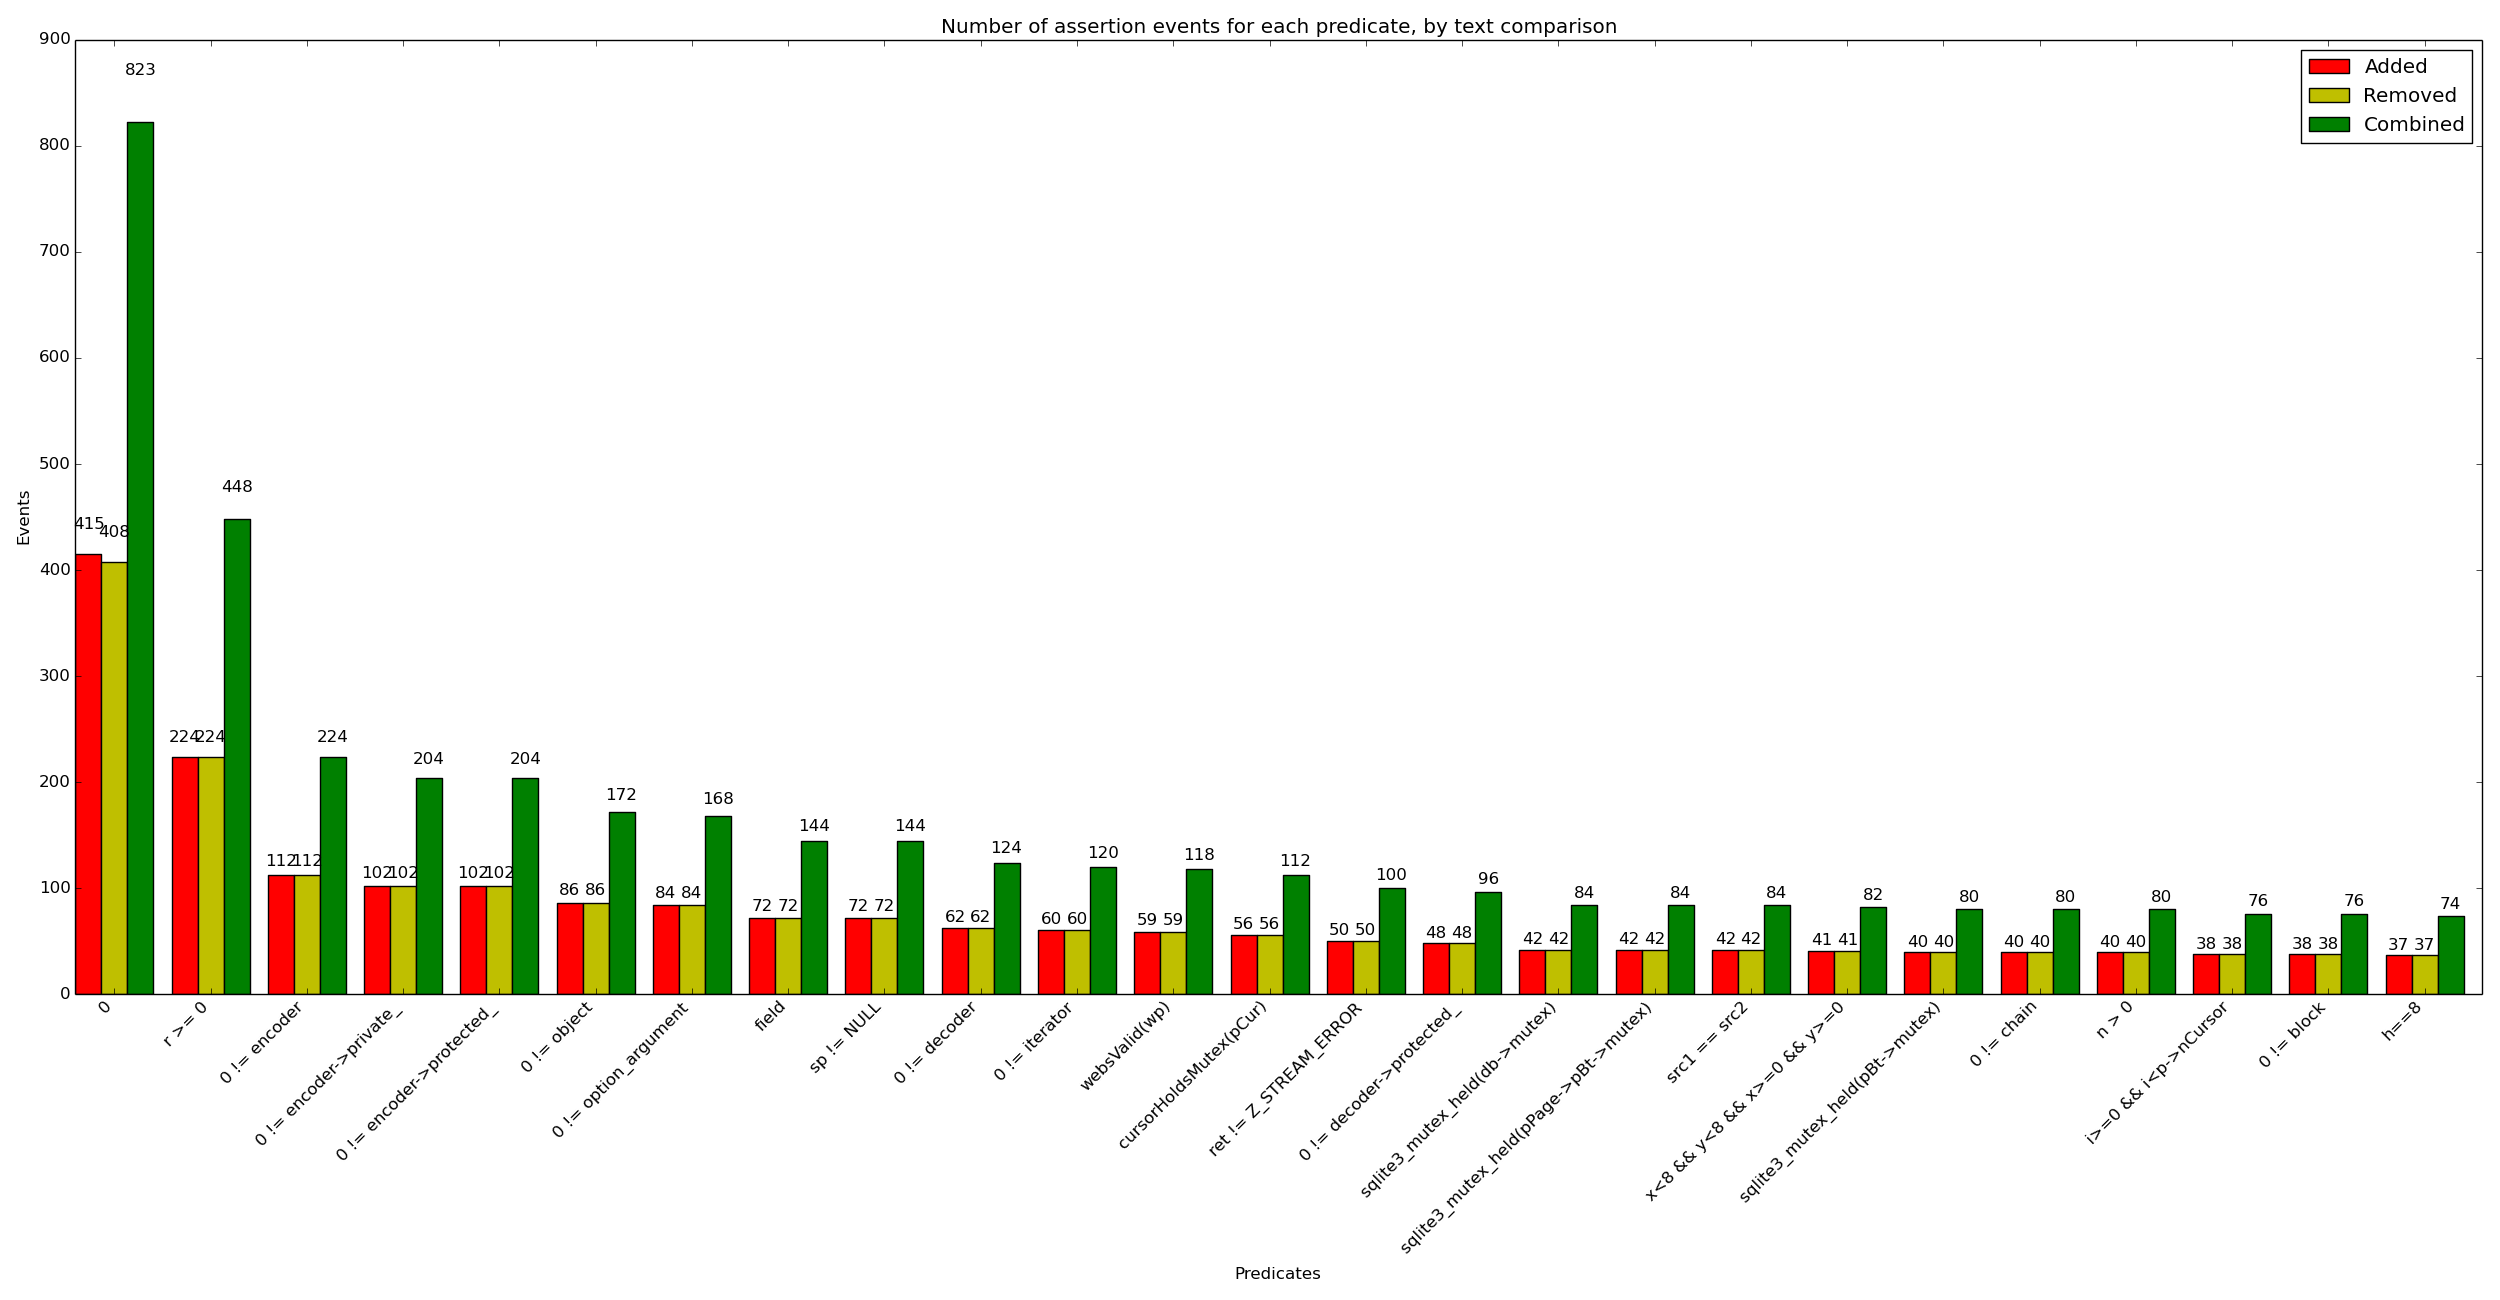 Number of assertion events for each predicate, by text comparison
Added
Removed
Combined
Events
900
800
700
600
500
400
300
200
100
0
415 408 823
224 224 448
112 112 224
102 102 204
102 102 204
86 86 172
84 84 168
72 72 144
72 72 144
62 62 124
60 60 120
59 59 118
56 56 112
50 50 100
48 48 96
42 42 84
42 42 84
42 42 84
41 41 82
40 40 80
40 40 80
40 40 80
38 38 76
38 38 76
37 37 74
0
r >= 0
0 != encoder
0 != encoder->private_
0 != encoder->protected_
0 != object
0 != option_argument
field
sp != NULL
0 != decoder
0 != iterator
websValid(wp)
cursorHoldsMutex(pCur)
ret != Z_STREAM_ERROR
0 != decoder->protected_
sqlite3_mutex_held(db->mutex)
sqlite3_mutex_held(pPage->pBt->mutex)
src1 == src2
x<8 && y<8 && x>=0 && y>=0
sqlite3_mutex_held(pBt->mutex)
0 != chain
n > 0
i>=0 && i<p->nCursor
0 != block
h==8
Predicates